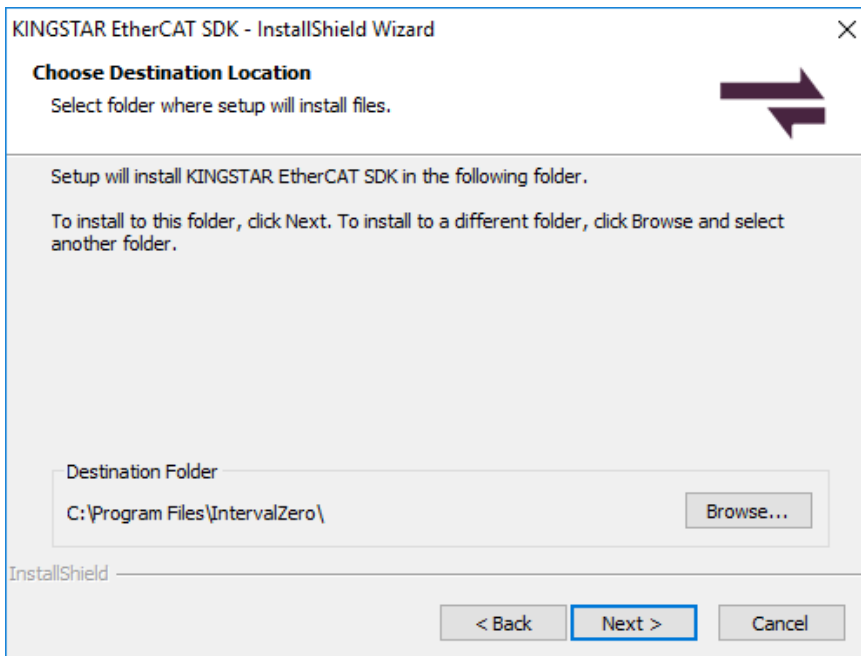 KINGSTAR EtherCAT SDK - InstallShield Wizard
Choose Destination Location
Select folder where setup will install files.
Setup will install KINGSTAR EtherCAT SDK in the following folder.
To install to this folder, click Next. To install to a different folder, click Browse and select
another folder.
Destination Folder
C:\Program Files\IntervalZero\
Browse...
InstallShield
< Back
Next >
Cancel